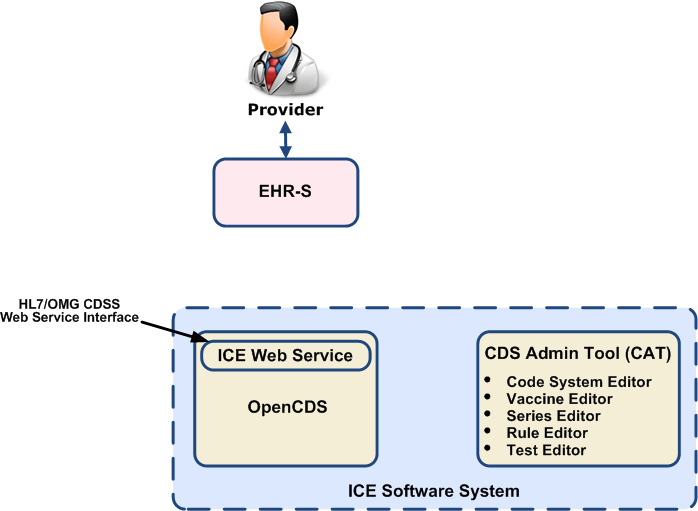 Provider
EHR-S
HL7/OMG CDSS
Web Service Interface
ICE Web Service
OpenCDS
CDS Admin Tool (CAT)
• Code System Editor
• Vaccine Editor
• Series Editor
• Rule Editor
• Test Editor
ICE Software System